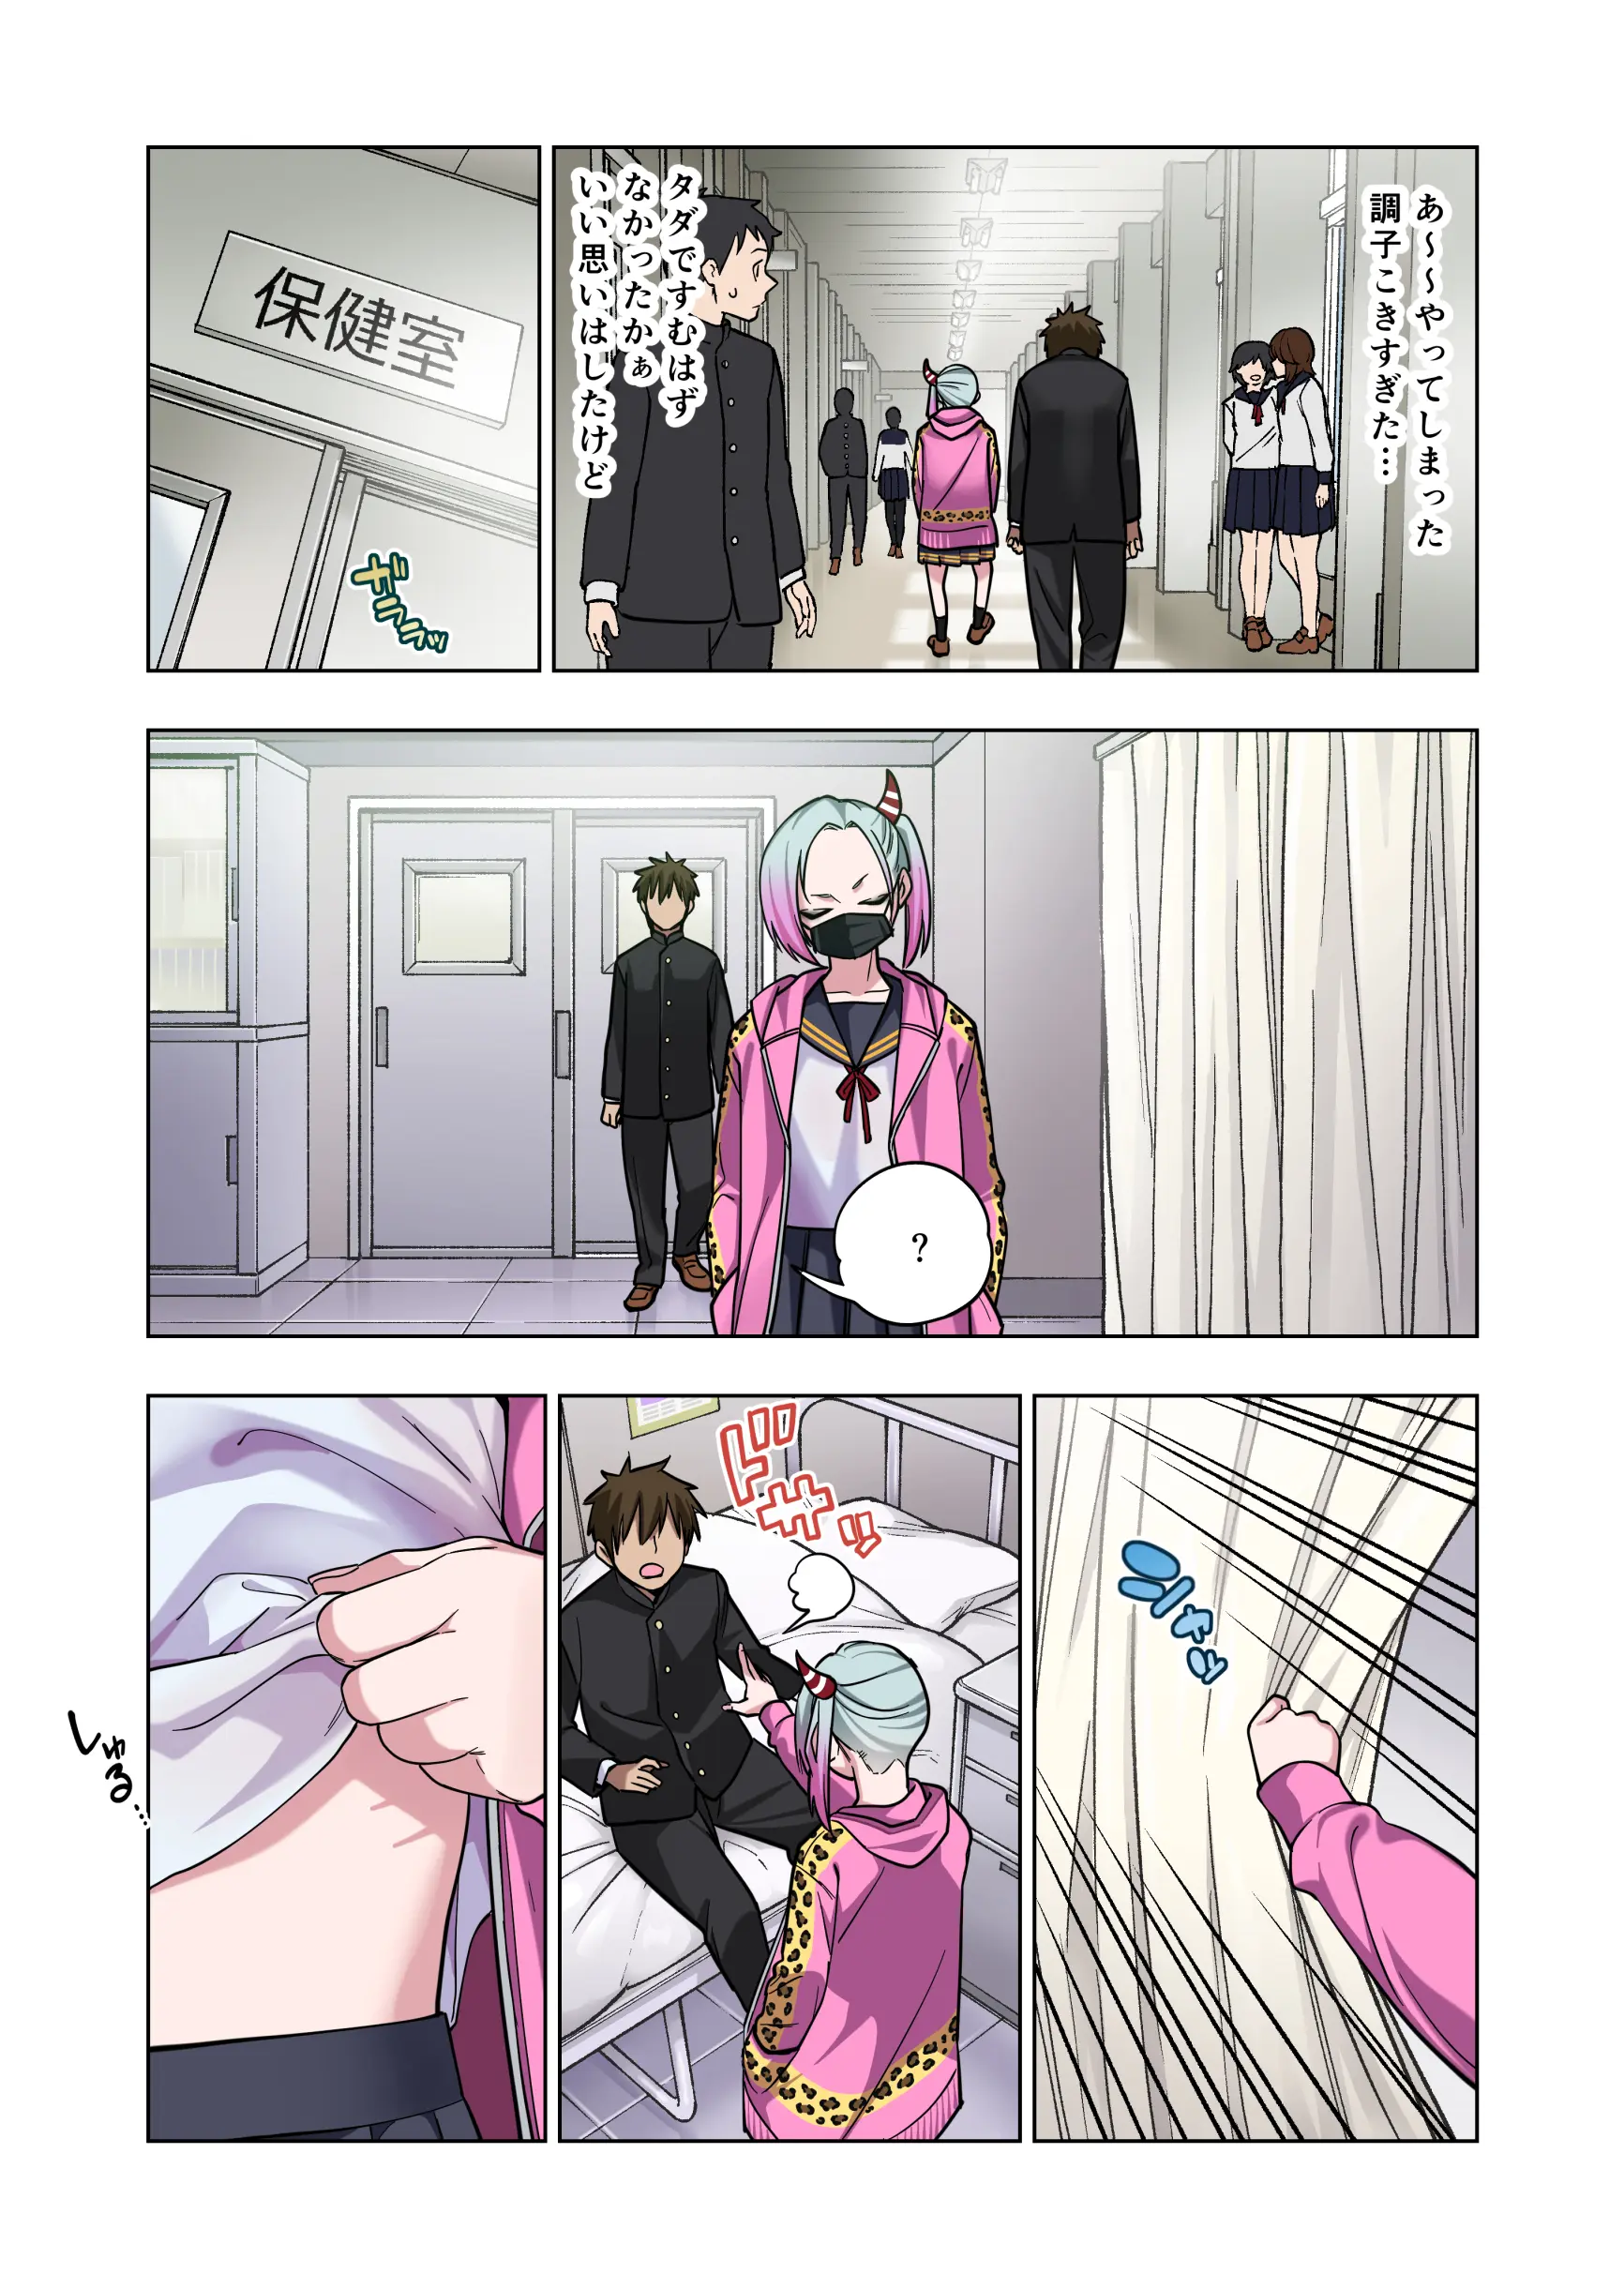 あ～～やってしまった
調子こきすぎた…
タダですむはず
なかったかぁ
いい思いはしたけど
保健室
ガララッ
？
シャッ
ドサッ
しゅる…